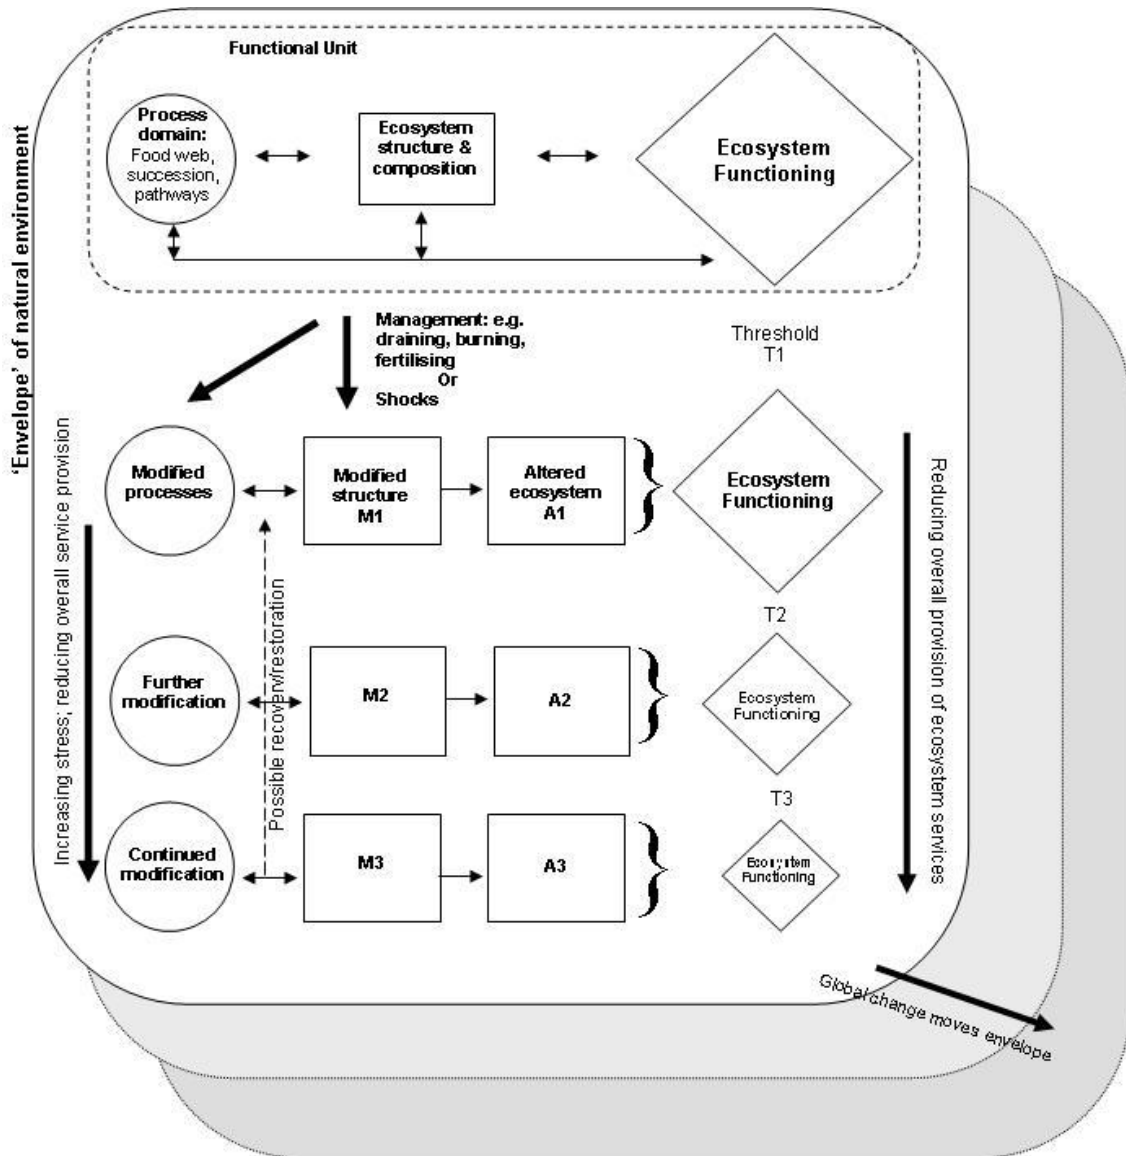 Functional Unit
Process
domain:
Food web,
succession,
pathways
Ecosystem
structure &
composition
Ecosystem
Functioning
'Envelope' of natural environment
Management: e.g.
draining, burning,
fertilising
Or
Shocks
Threshold
T1
Modified
processes
Modified
structure
M1
Altered
ecosystem
A1
Ecosystem
Functioning
Increasing stress; reducing overall service provision
Possible recovery/restoration
Reducing overall provision of ecosystem services
T2
Further
modification
M2
A2
Ecosystem
Functioning
T3
Continued
modification
M3
A3
Ecosystem
Functioning
Global change moves envelope